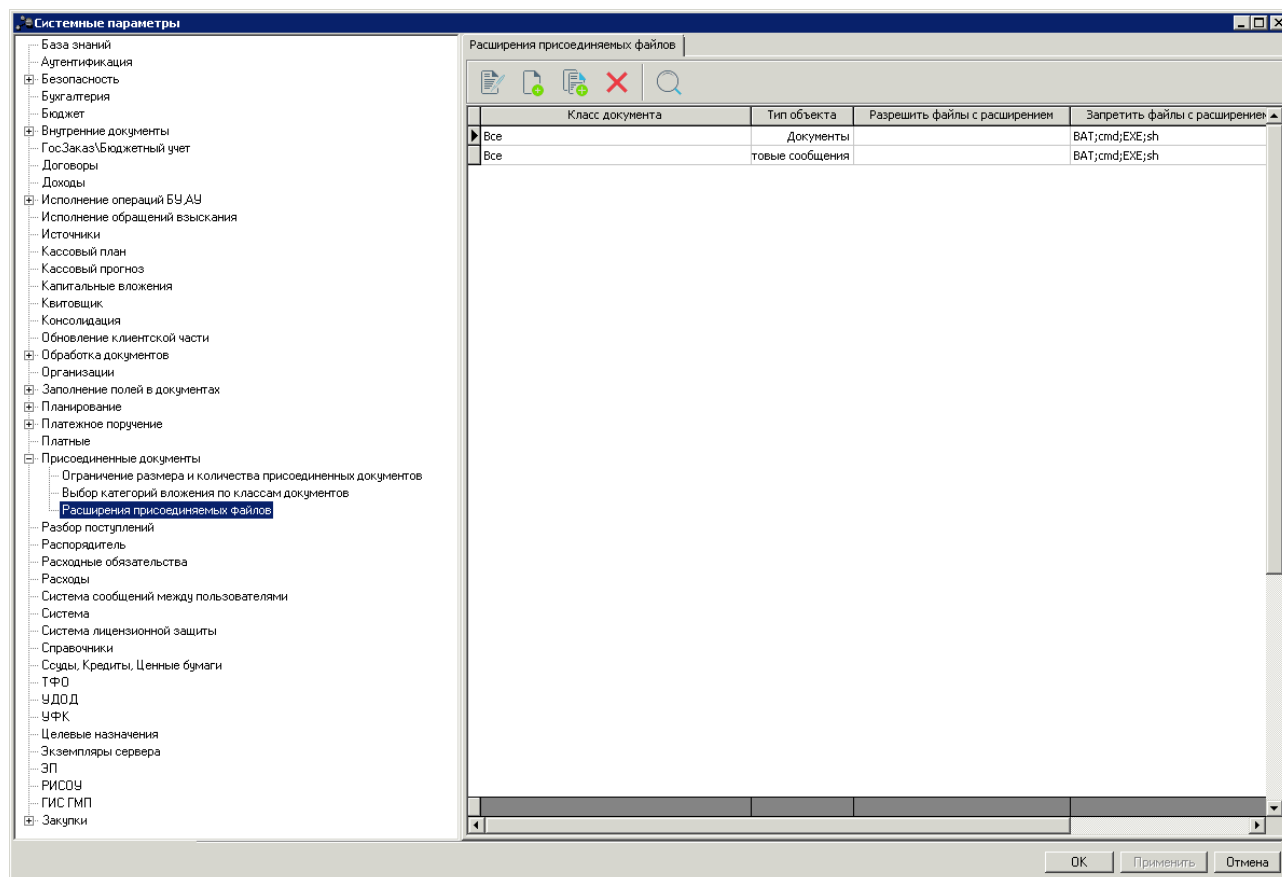 Системные параметры
База знаний
Аутентификация
Безопасность
Бухгалтерия
Бюджет
Внутренние документы
ГосЗаказ\Бюджетный учет
Договоры
Доходы
Исполнение операций БУ,АУ
Исполнение обращений взыскания
Источники
Кассовый план
Кассовый прогноз
Капитальные вложения
Квитовщик
Консолидация
Обновление клиентской части
Обработка документов
Организации
Заполнение полей в документах
Планирование
Платежное поручение
Платные
Присоединенные документы
Ограничение размера и количества присоединенных документов
Выбор категорий вложения по классам документов
Расширения присоединяемых файлов
Разбор поступлений
Распорядитель
Расходные обязательства
Расходы
Система сообщений между пользователями
Система
Система лицензионной защиты
Справочники
Ссуды, Кредиты, Ценные бумаги
ТФО
УДОД
УФК
Целевые назначения
Экземпляры сервера
ЗП
РИСОУ
ГИС ГМП
Закупки
Расширения присоединяемых файлов
Класс документа Тип объекта Разрешить файлы с расширением Запретить файлы с расширением
Все Документы BAT;cmd;EXE;sh
Все товые сообщения BAT;cmd;EXE;sh
OK Применить Отмена